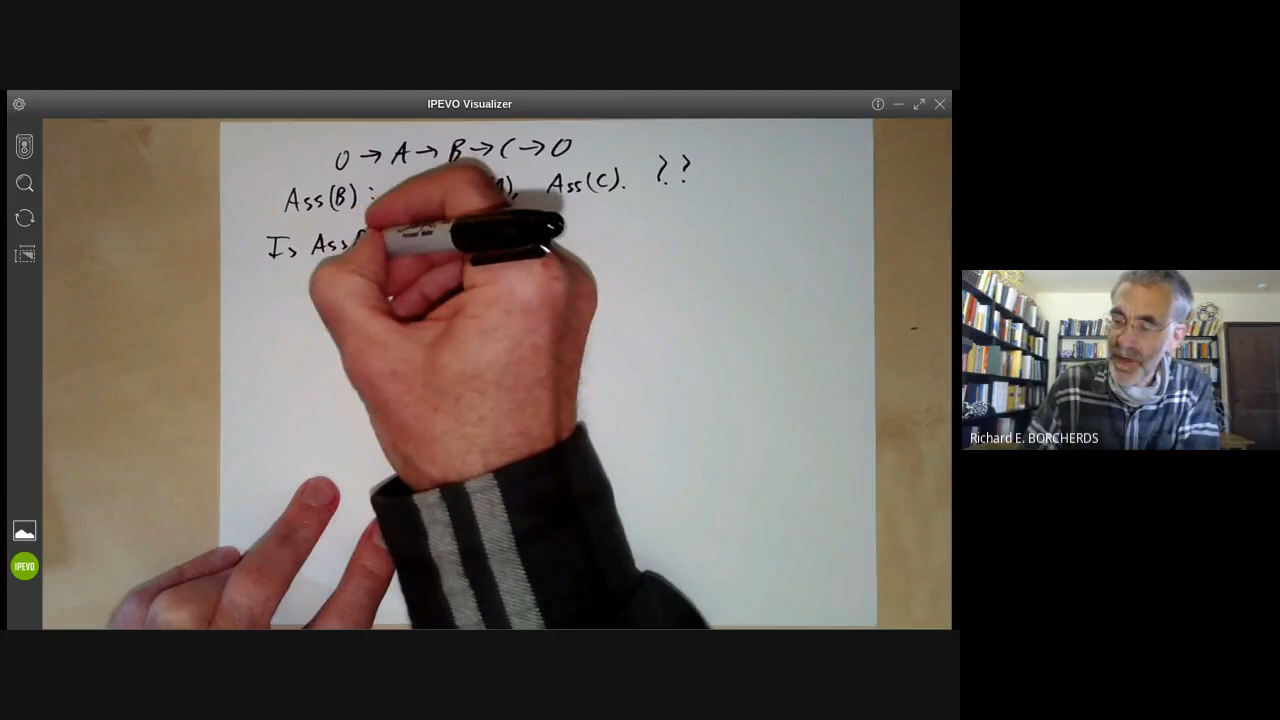 IPEVO Visualizer
0 → A → B → C → 0
Ass(B) : Ass(C). ??
Is Ass
IPEVO
Richard E. BORCHERDS